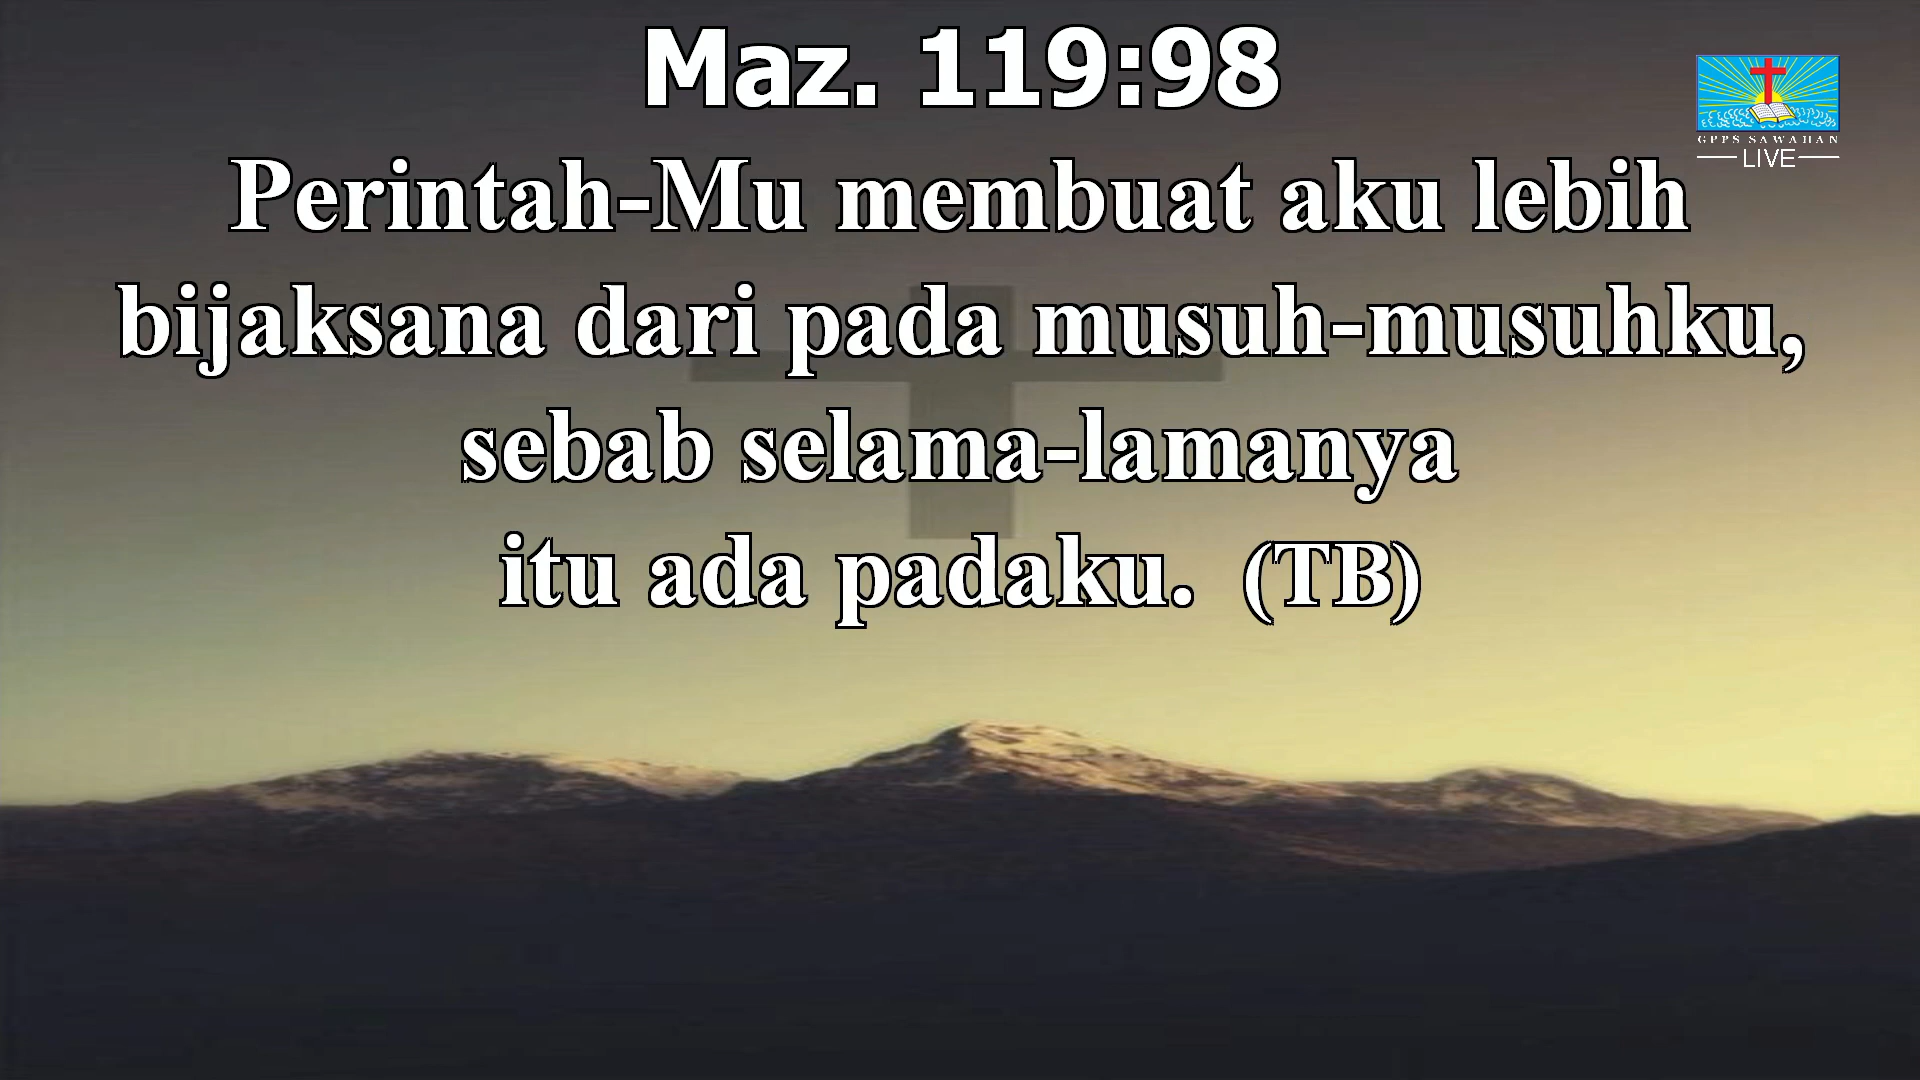 Maz. 119:98
GPPS SAWAHAN
LIVE
Perintah-Mu membuat aku lebih
bijaksana dari pada musuh-musuhku,
sebab selama-lamanya
itu ada padaku. (TB)